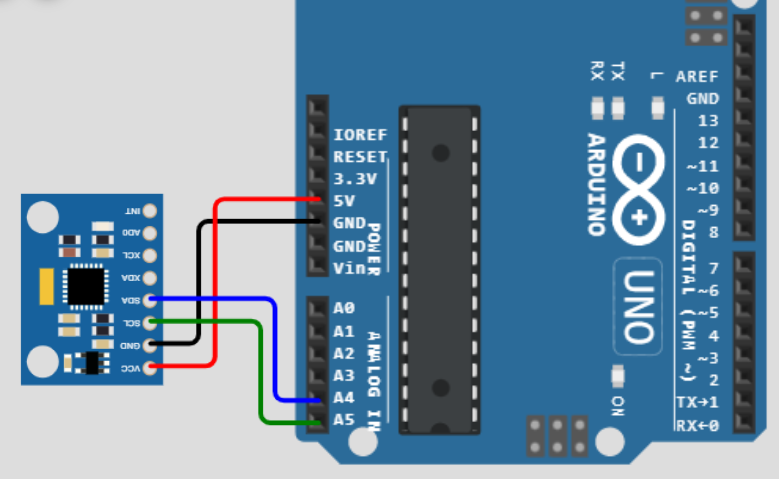 INT
AD0
XCL
XDA
SDA
SCL
GND
VCC
IOREF
RESET
3.3V
5V
GND
GND
Vin
POWER
A0
A1
A2
A3
A4
A5
ANALOG IN
RX
TX
L
ARDUINO
UNO
ON
AREF
GND
13
12
~11
~10
~9
8
7
~6
~5
4
~3
2
TX→1
RX←0
DIGITAL (PWM ~)